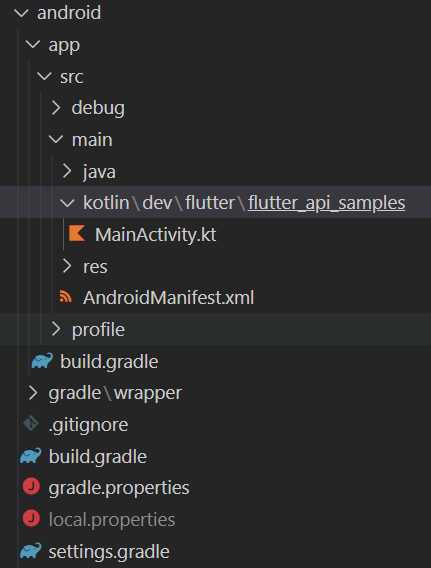 android
app
src
debug
main
java
kotlin\dev\flutter\flutter_api_samples
MainActivity.kt
res
AndroidManifest.xml
profile
build.gradle
gradle\wrapper
.gitignore
build.gradle
J gradle.properties
J local.properties
settings.gradle